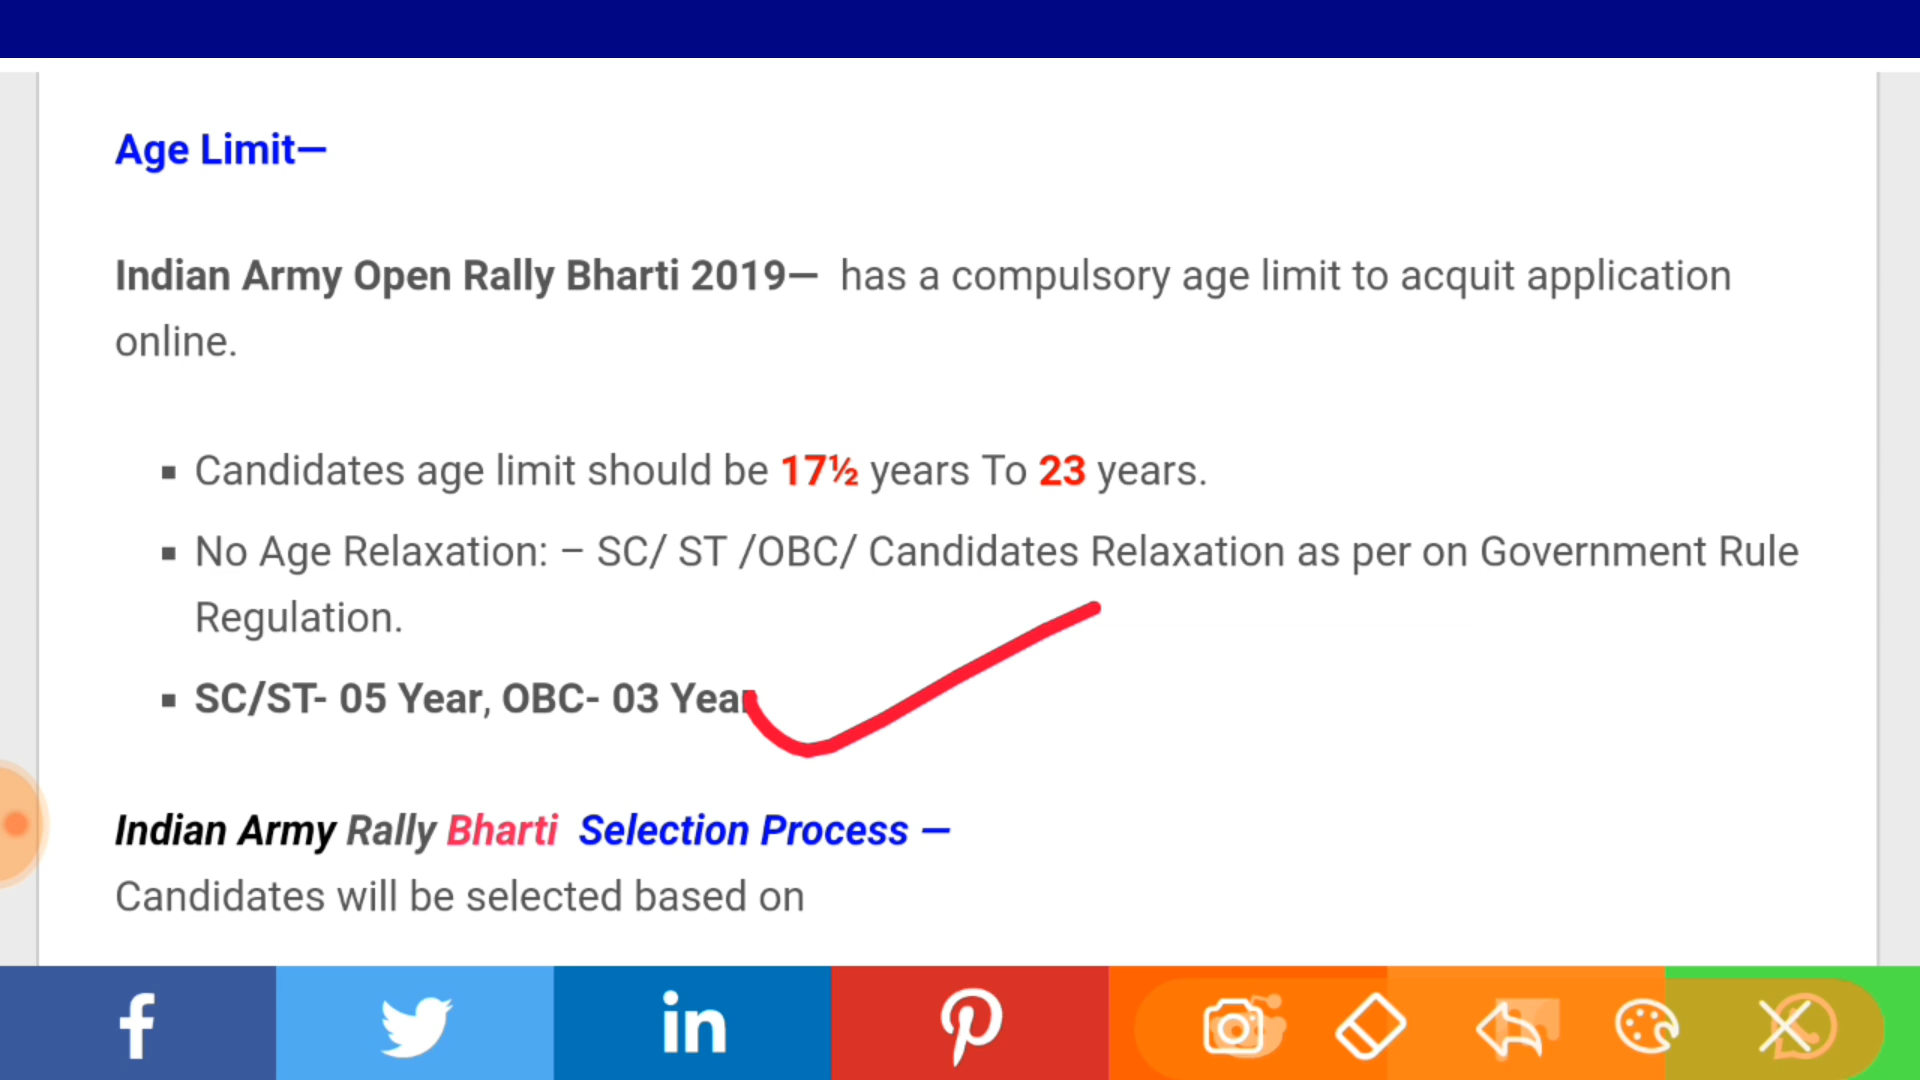 Age Limit—
Indian Army Open Rally Bharti 2019— has a compulsory age limit to acquit application
online.
▪ Candidates age limit should be 17½ years To 23 years.
▪ No Age Relaxation: – SC/ ST /OBC/ Candidates Relaxation as per on Government Rule
Regulation.
▪ SC/ST- 05 Year, OBC- 03 Year
Indian Army Rally Bharti Selection Process —
Candidates will be selected based on